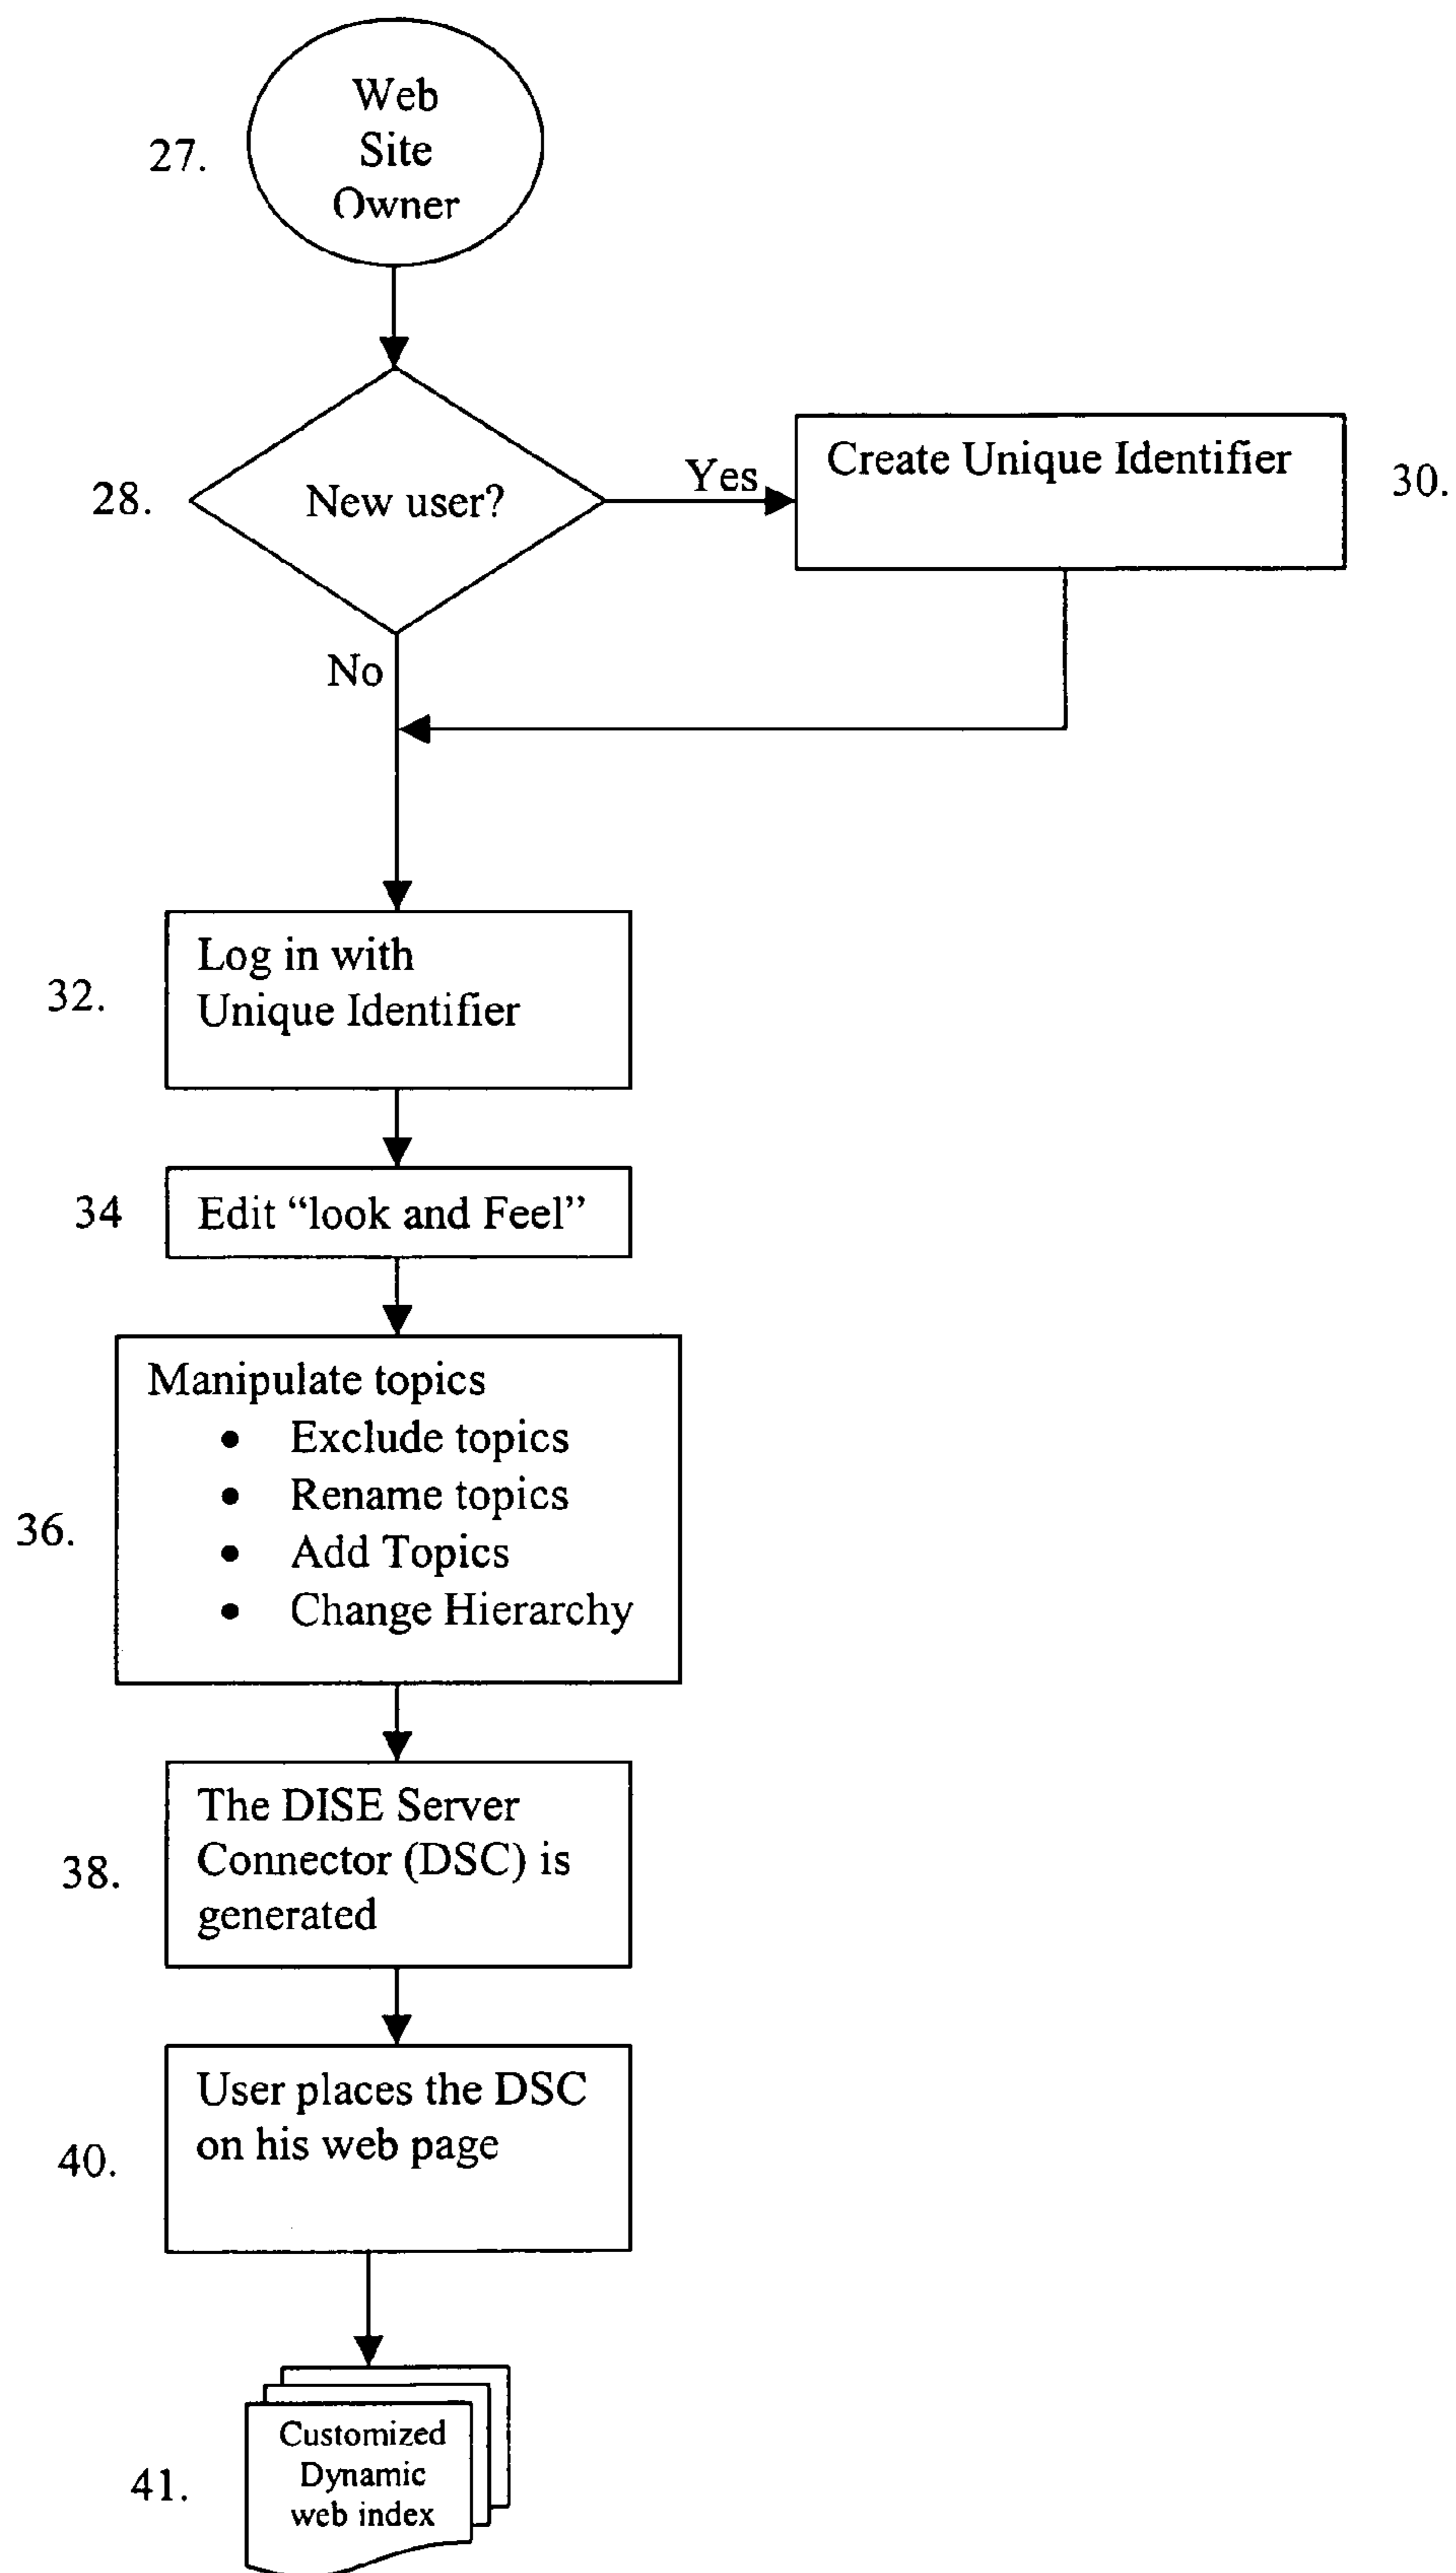 Web
Site
Owner
27.
New user?
28.
Yes
Create Unique Identifier
30.
No
Log in with
Unique Identifier
32.
34
Edit “look and Feel”
Manipulate topics
• Exclude topics
• Rename topics
• Add Topics
• Change Hierarchy
36.
The DISE Server
Connector (DSC) is
generated
38.
User places the DSC
on his web page
40.
Customized
Dynamic
web index
41.